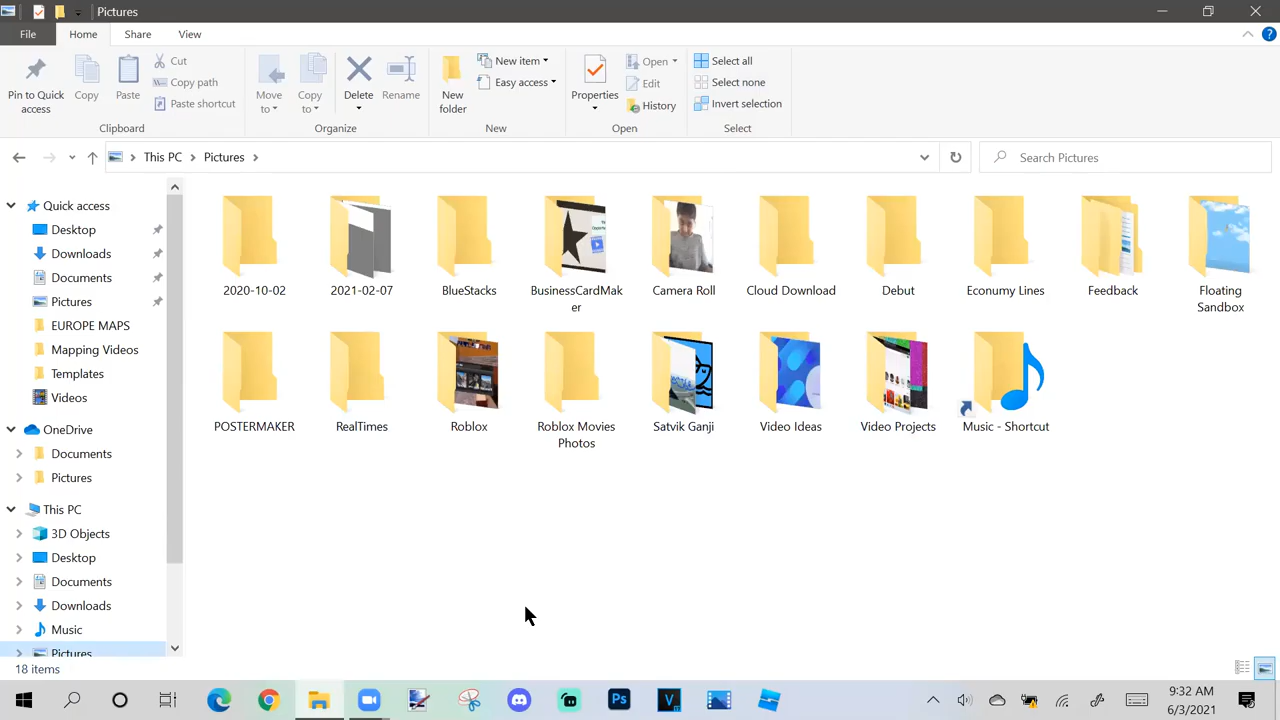 Pictures
File
Home
Share
View
Pin to Quick
access
Copy
Paste
Cut
Copy path
Paste shortcut
Clipboard
Move
to
Copy
to
Delete
Rename
Organize
New
folder
New item
Easy access
New
Properties
Open
Edit
History
Open
Select all
Select none
Invert selection
Select
This PC
Pictures
Search Pictures
Quick access
Desktop
Downloads
Documents
Pictures
EUROPE MAPS
Mapping Videos
Templates
Videos
OneDrive
Documents
Pictures
This PC
3D Objects
Desktop
Documents
Downloads
Music
Pictures
2020-10-02
2021-02-07
BlueStacks
BusinessCardMak
er
Camera Roll
Cloud Download
Debut
Econumy Lines
Feedback
Floating
Sandbox
POSTERMAKER
RealTimes
Roblox
Roblox Movies
Photos
Satvik Ganji
Video Ideas
Video Projects
Music - Shortcut
18 items
Ps
V
9:32 AM
6/3/2021